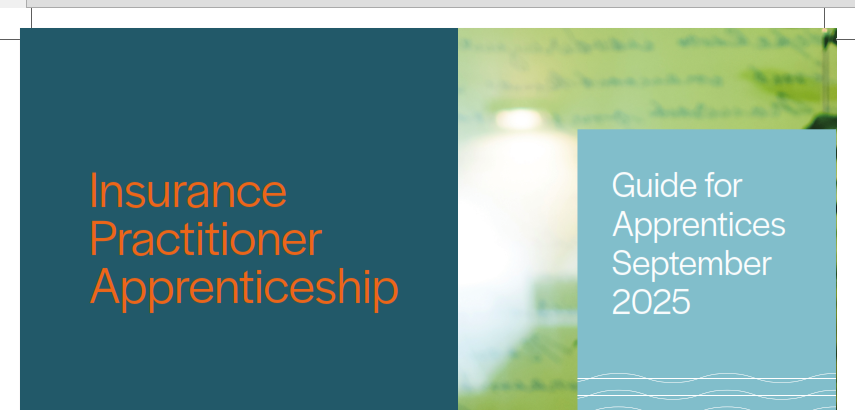 Insurance
Practitioner
Apprenticeship
Guide for
Apprentices
September
2025